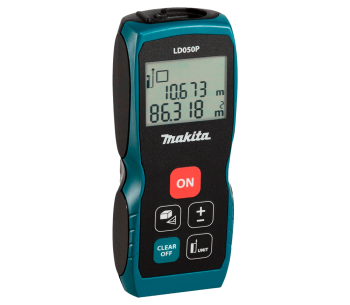 LD050P
10.673 m
86.318 m²
makita
ON
+
−
CLEAR
OFF
UNIT